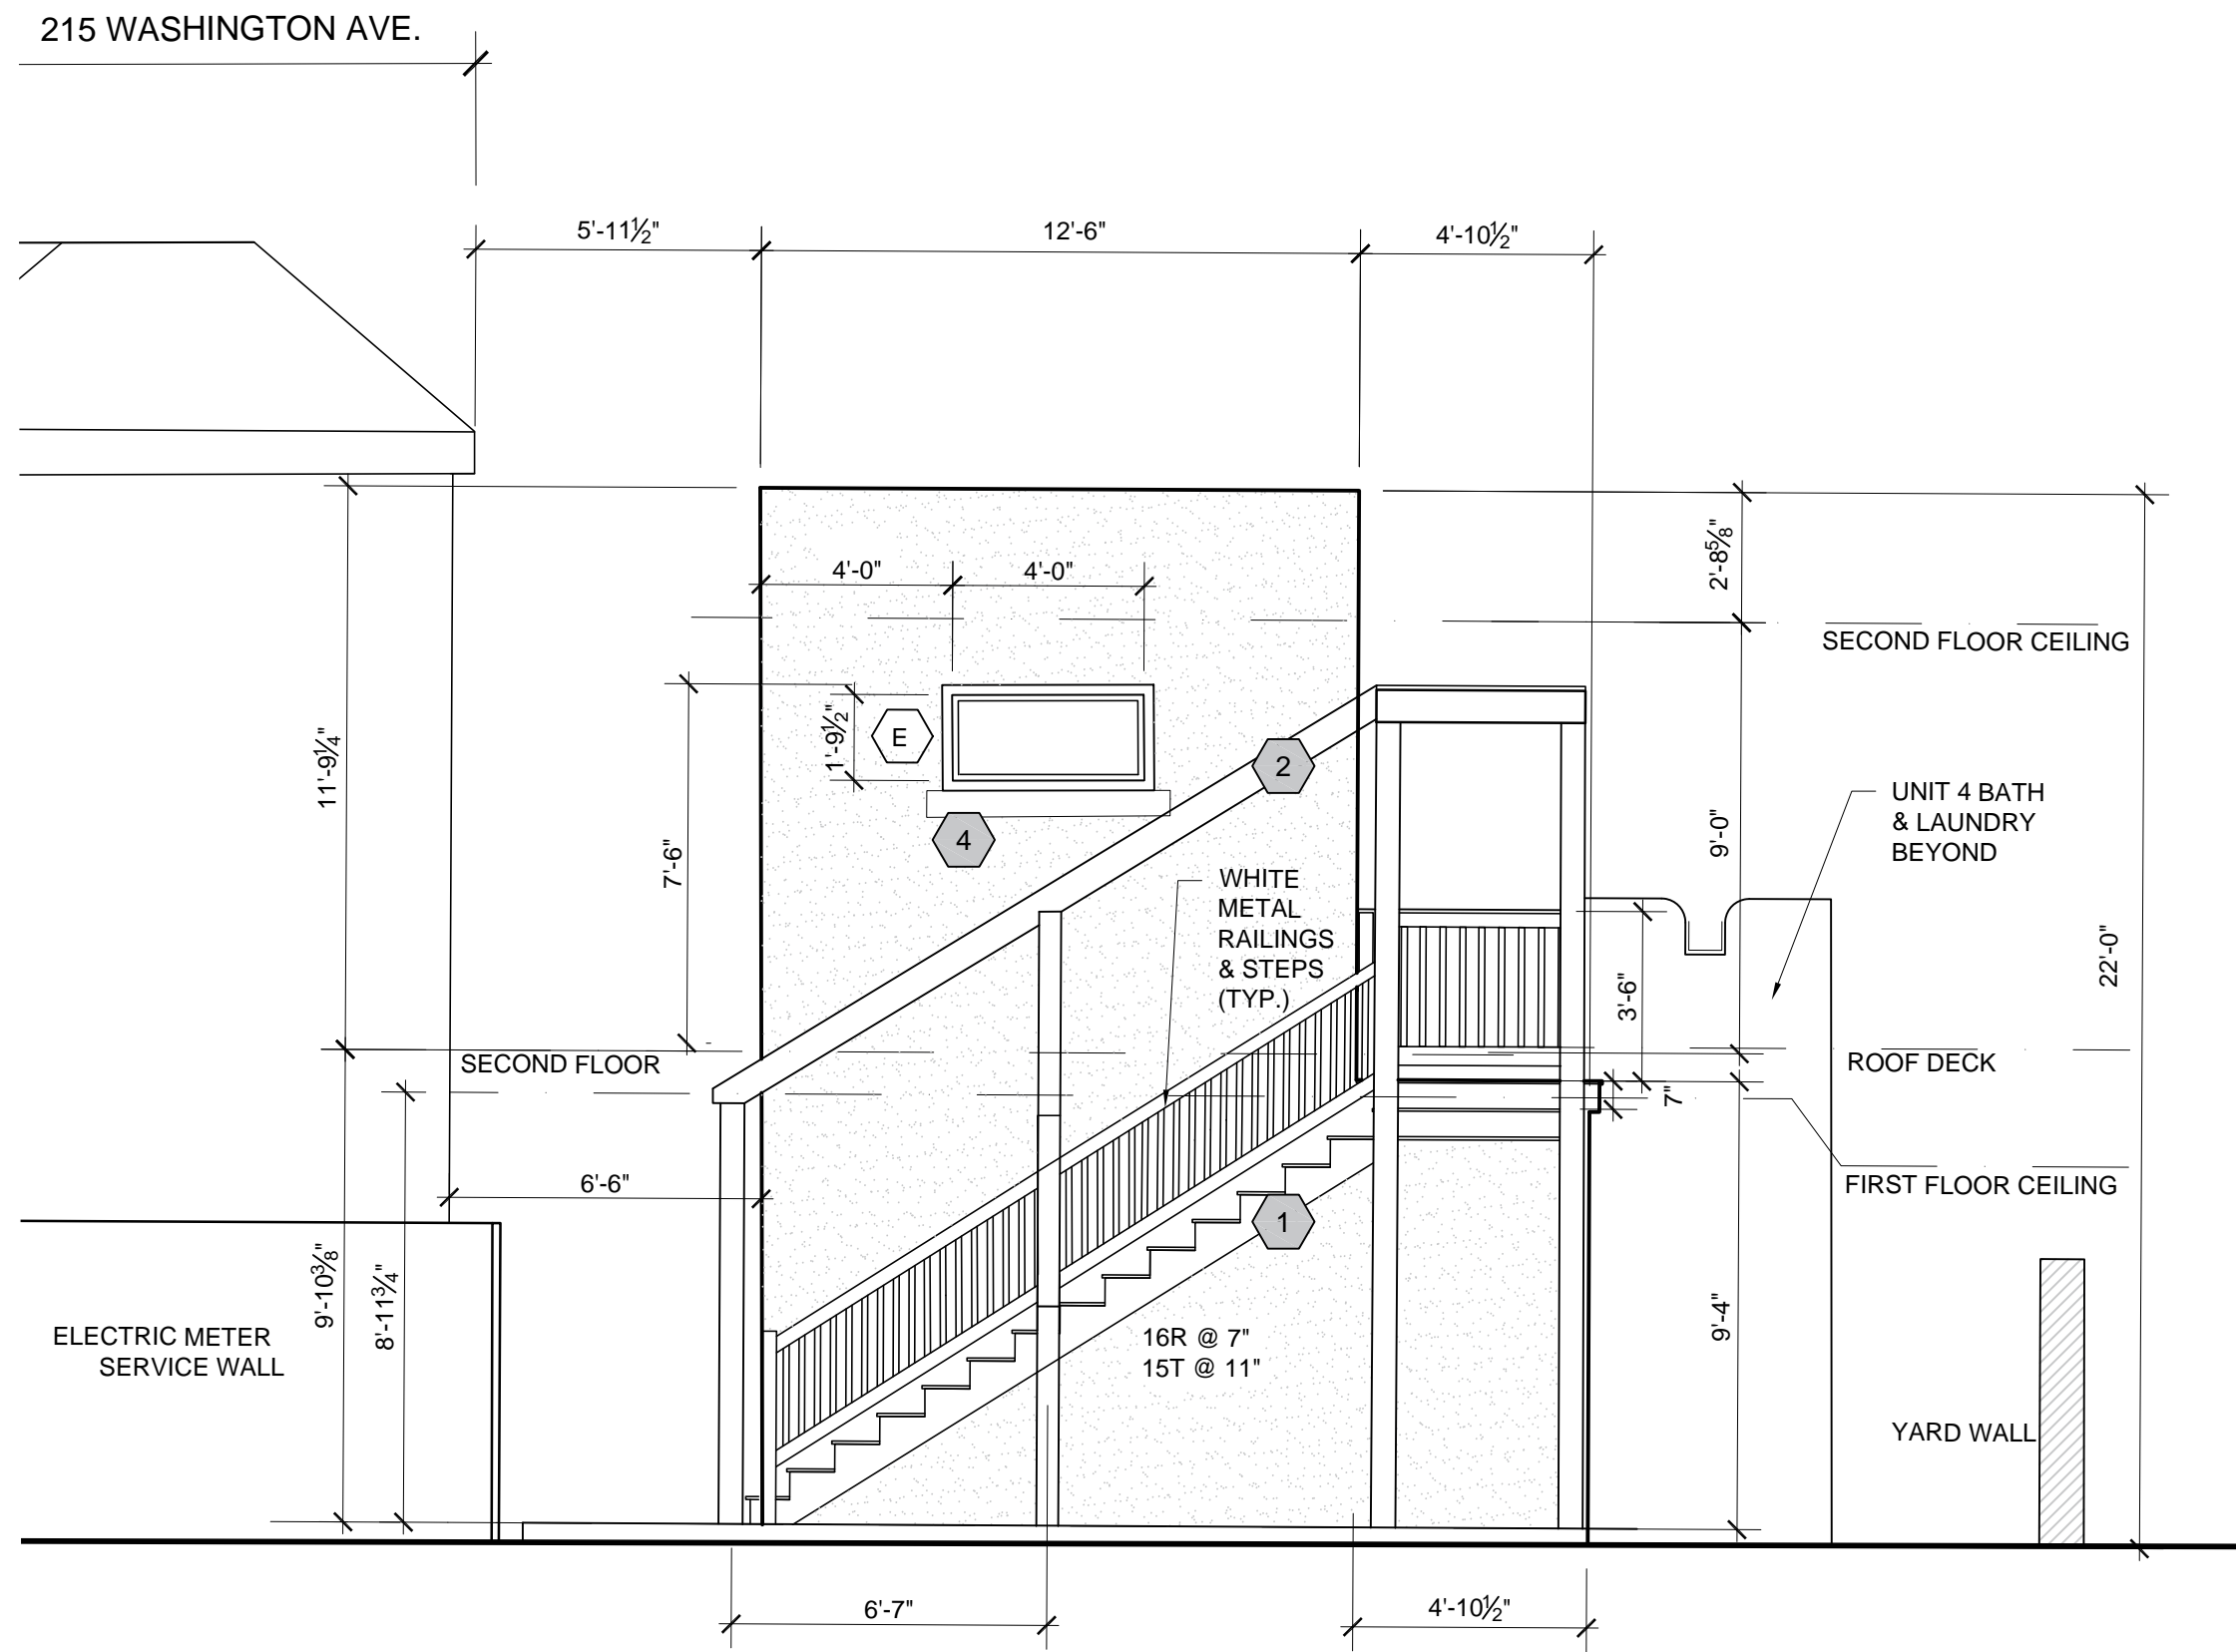 215 WASHINGTON AVE.
5'-11½"
12'-6"
4'-10½"
2'-8⅝"
4'-0"
4'-0"
SECOND FLOOR CEILING
11'-9¼"
7'-6"
1'-9½"
E
2
4
9'-0"
UNIT 4 BATH
& LAUNDRY
BEYOND
WHITE
METAL
RAILINGS
& STEPS
(TYP.)
3'-6"
22'-0"
SECOND FLOOR
ROOF DECK
7"
6'-6"
FIRST FLOOR CEILING
1
9'-10⅜"
8'-11¾"
ELECTRIC METER
SERVICE WALL
16R @ 7"
15T @ 11"
9'-4"
YARD WALL
6'-7"
4'-10½"